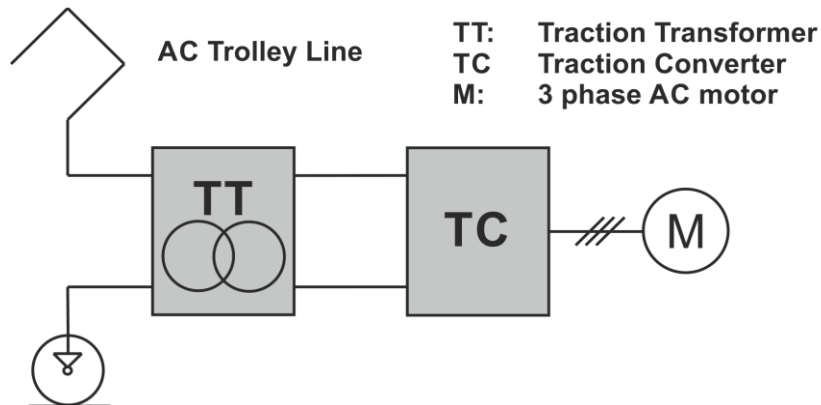 AC Trolley Line
TT: Traction Transformer
TC Traction Converter
M: 3 phase AC motor
TT
TC
M